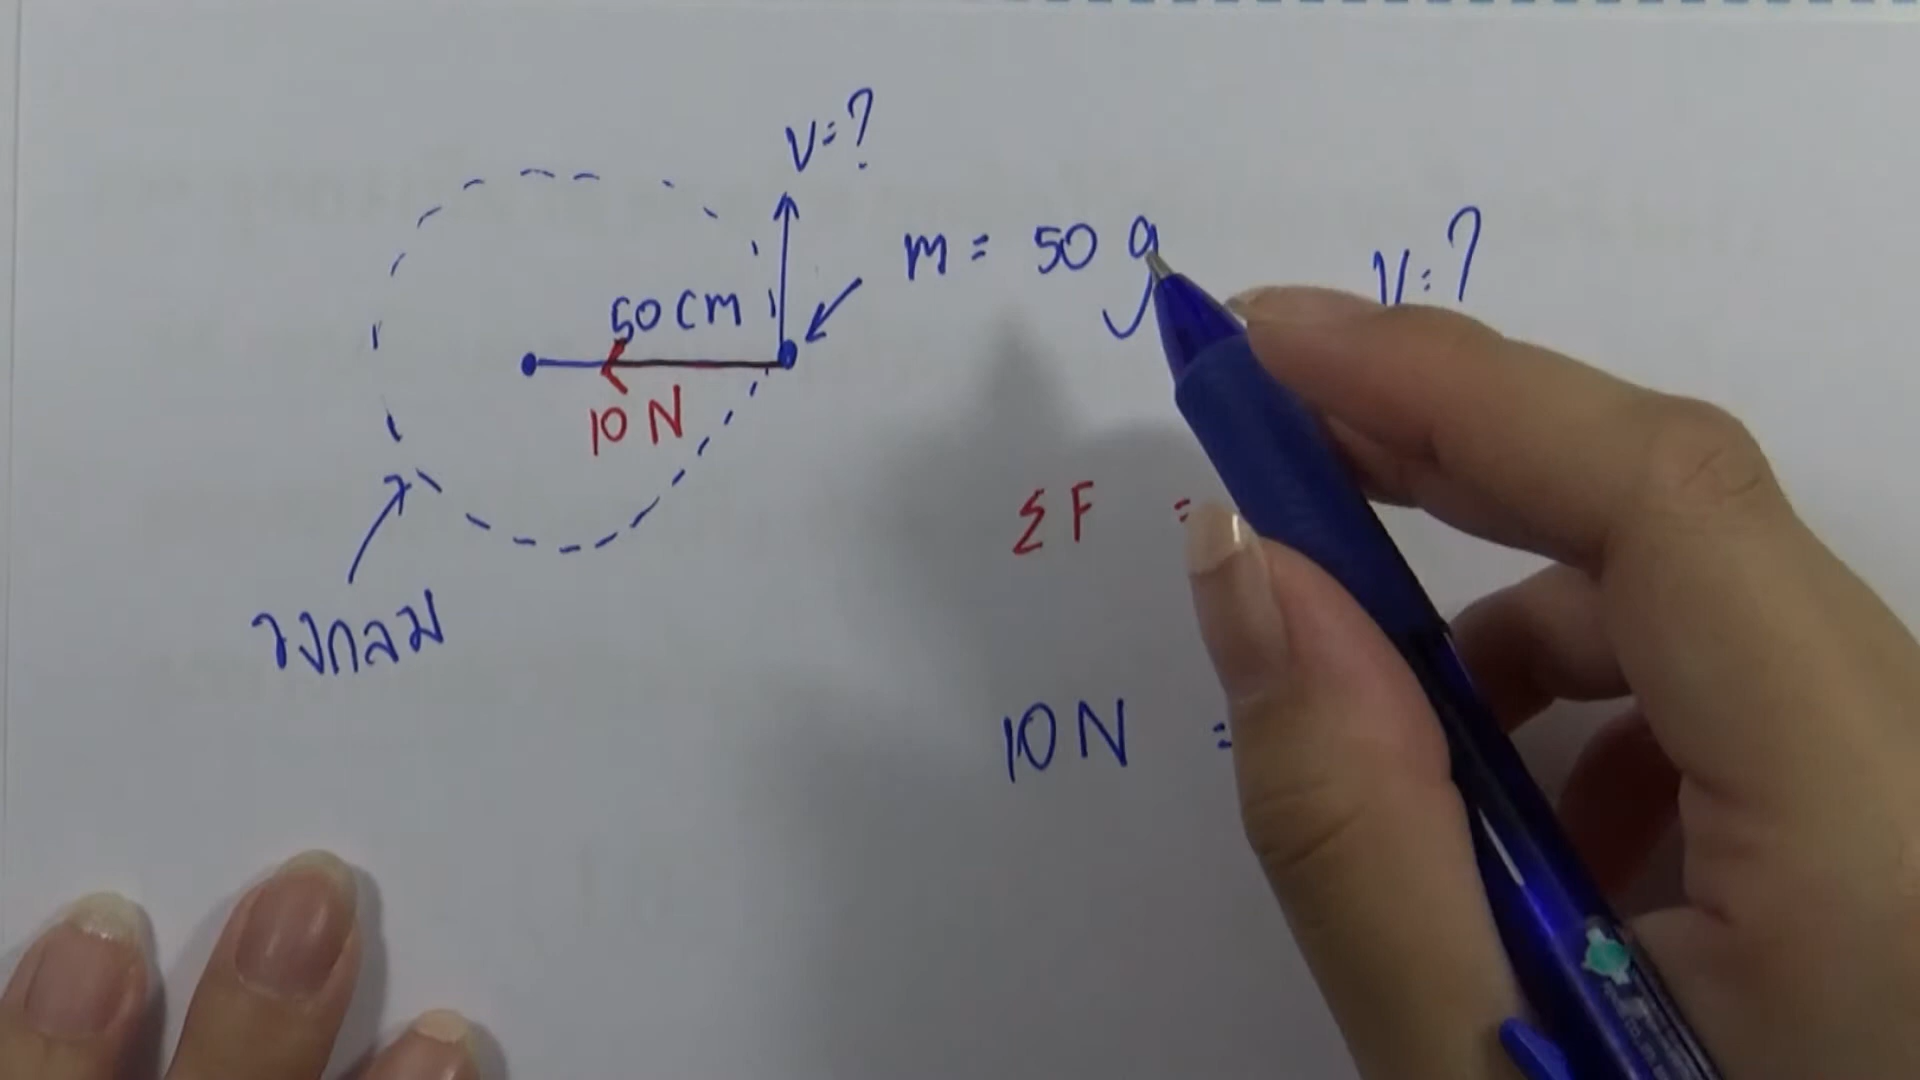 v = ?
m = 50 g
v = ?
50 cm
10 N
ΣF =
วงกลม
10 N =